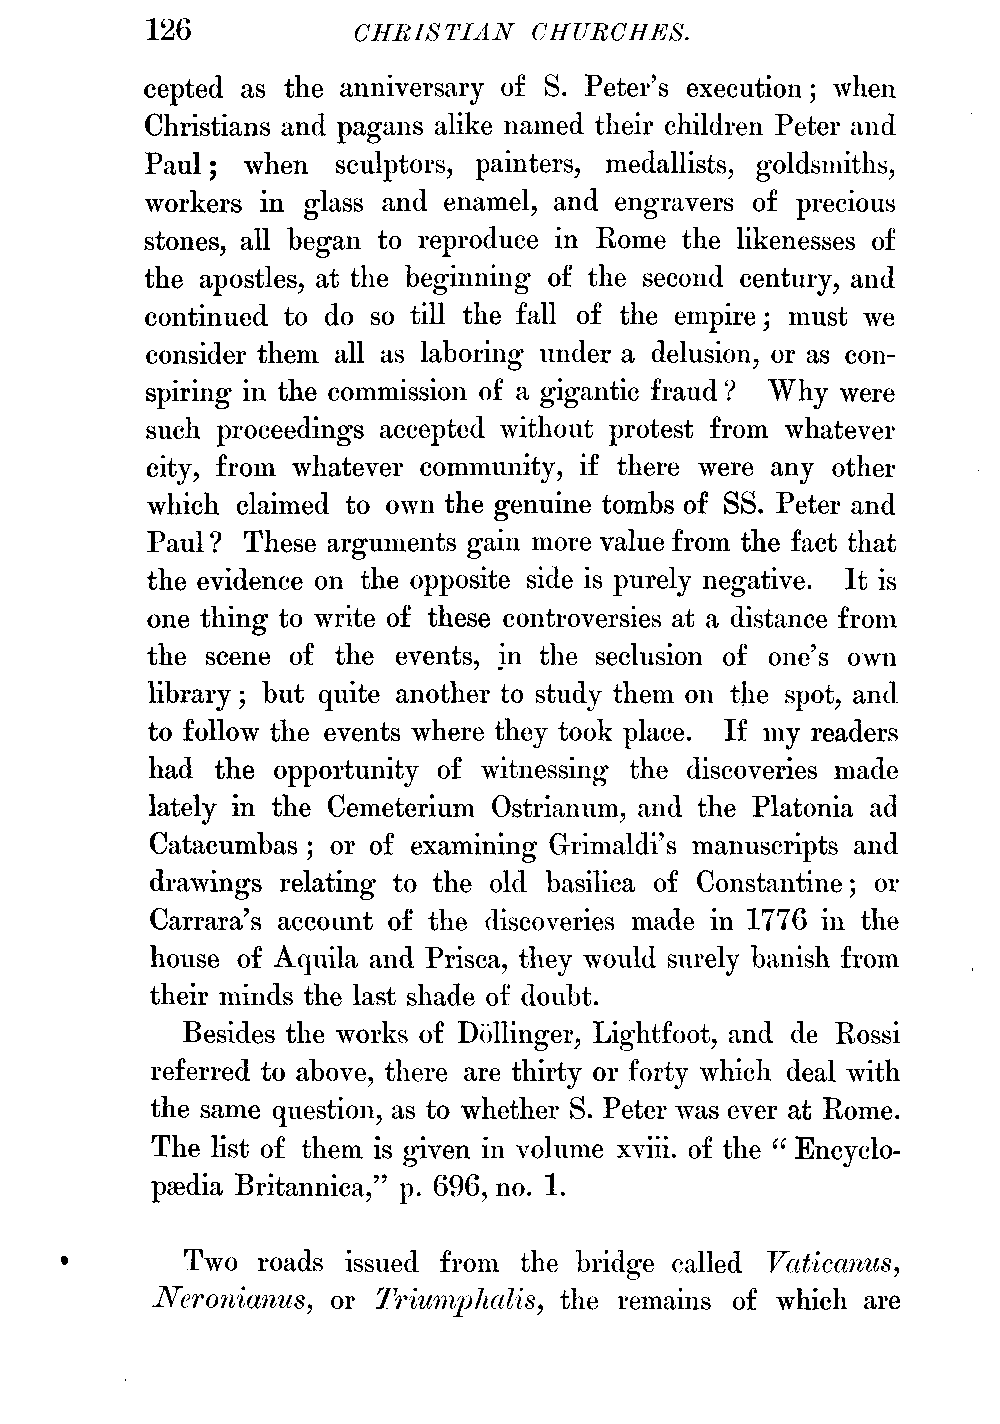 126 CHRISTIAN CHURCHES.
cepted as the anniversary of S. Peter's execution; when
Christians and pagans alike named their children Peter and
Paul; when sculptors, painters, medallists, goldsmiths,
workers in glass and enamel, and engravers of precious
stones, all began to reproduce in Rome the likenesses of
the apostles, at the beginning of the second century, and
continued to do so till the fall of the empire; must we
consider them all as laboring under a delusion, or as con-
spiring in the commission of a gigantic fraud? Why were
such proceedings accepted without protest from whatever
city, from whatever community, if there were any other
which claimed to own the genuine tombs of SS. Peter and
Paul? These arguments gain more value from the fact that
the evidence on the opposite side is purely negative. It is
one thing to write of these controversies at a distance from
the scene of the events, in the seclusion of one's own
library; but quite another to study them on the spot, and
to follow the events where they took place. If my readers
had the opportunity of witnessing the discoveries made
lately in the Cemeterium Ostrianum, and the Platonia ad
Catacumbas; or of examining Grimaldi's manuscripts and
drawings relating to the old basilica of Constantine; or
Carrara's account of the discoveries made in 1776 in the
house of Aquila and Prisca, they would surely banish from
their minds the last shade of doubt.
Besides the works of Döllinger, Lightfoot, and de Rossi
referred to above, there are thirty or forty which deal with
the same question, as to whether S. Peter was ever at Rome.
The list of them is given in volume xviii. of the "Encyclo-
pædia Britannica," p. 696, no. 1.
Two roads issued from the bridge called Vaticanus,
Neronianus, or Triumphalis, the remains of which are